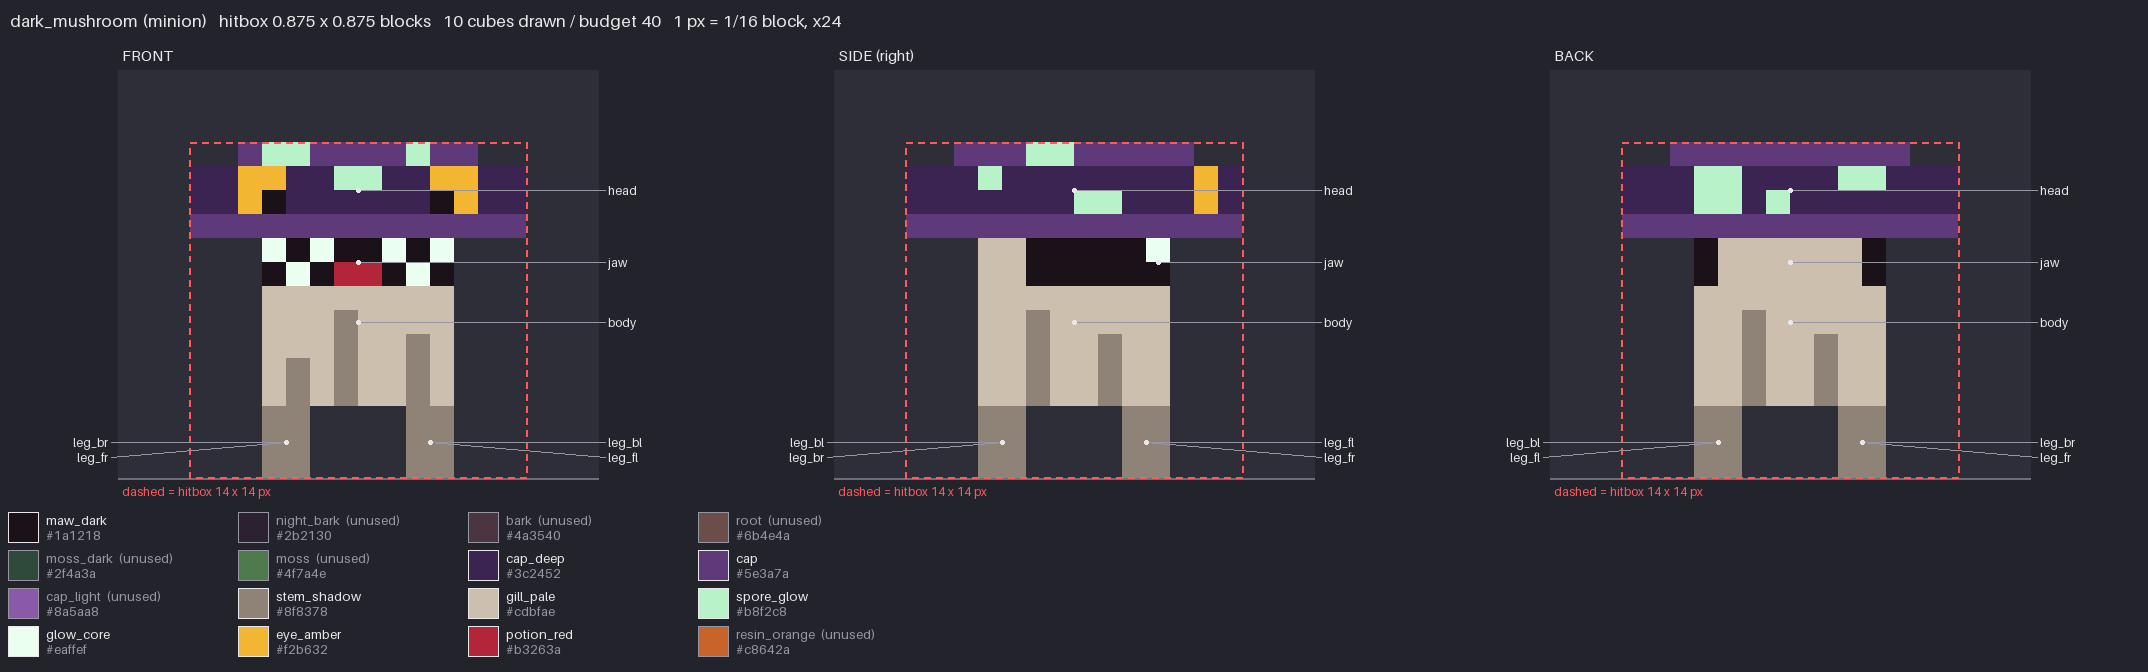 dark_mushroom (minion)   hitbox 0.875 x 0.875 blocks   10 cubes drawn / budget 40   1 px = 1/16 block, x24
FRONT
SIDE (right)
BACK
head
jaw
body
leg_br
leg_fr
leg_bl
leg_fl
head
jaw
body
leg_bl
leg_br
leg_fl
leg_fr
head
jaw
body
leg_bl
leg_fl
leg_br
leg_fr
dashed = hitbox 14 x 14 px
dashed = hitbox 14 x 14 px
dashed = hitbox 14 x 14 px
maw_dark
#1a1218
night_bark (unused)
#2b2130
bark (unused)
#4a3540
root (unused)
#6b4e4a
moss_dark (unused)
#2f4a3a
moss (unused)
#4f7a4e
cap_deep
#3c2452
cap
#5e3a7a
cap_light (unused)
#8a5aa8
stem_shadow
#8f8378
gill_pale
#cdbfae
spore_glow
#b8f2c8
glow_core
#eaffef
eye_amber
#f2b632
potion_red
#b3263a
resin_orange (unused)
#c8642a